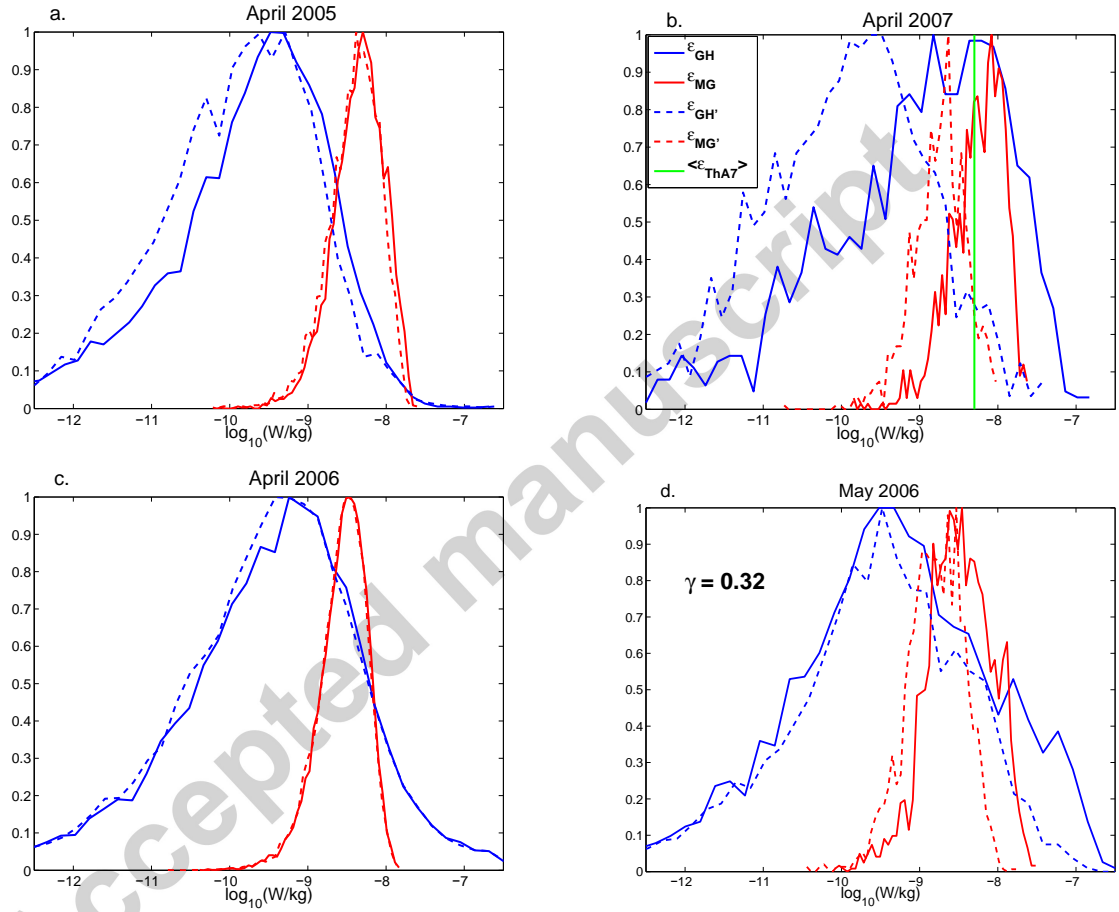 a.
April 2005
1
0.9
0.8
0.7
0.6
0.5
0.4
0.3
0.2
0.1
0
−12 −11 −10 −9 −8 −7
log10(W/kg)
b.
April 2007
εGH
εMG
εGH'
εMG'
<εThA7>
1
0.9
0.8
0.7
0.6
0.5
0.4
0.3
0.2
0.1
0
−12 −11 −10 −9 −8 −7
log10(W/kg)
c.
April 2006
1
0.9
0.8
0.7
0.6
0.5
0.4
0.3
0.2
0.1
0
−12 −11 −10 −9 −8 −7
log10(W/kg)
d.
May 2006
γ = 0.32
1
0.9
0.8
0.7
0.6
0.5
0.4
0.3
0.2
0.1
0
−12 −11 −10 −9 −8 −7
log10(W/kg)
ccepted manuscript